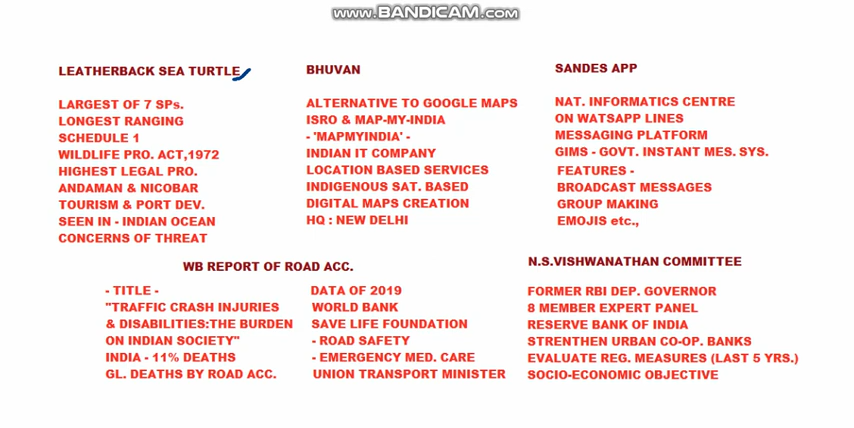 www.BANDICAM.com
LEATHERBACK SEA TURTLE
LARGEST OF 7 SPs.
LONGEST RANGING
SCHEDULE 1
WILDLIFE PRO. ACT,1972
HIGHEST LEGAL PRO.
ANDAMAN & NICOBAR
TOURISM & PORT DEV.
SEEN IN - INDIAN OCEAN
CONCERNS OF THREAT
BHUVAN
ALTERNATIVE TO GOOGLE MAPS
ISRO & MAP-MY-INDIA
- 'MAPMYINDIA' -
INDIAN IT COMPANY
LOCATION BASED SERVICES
INDIGENOUS SAT. BASED
DIGITAL MAPS CREATION
HQ : NEW DELHI
SANDES APP
NAT. INFORMATICS CENTRE
ON WATSAPP LINES
MESSAGING PLATFORM
GIMS - GOVT. INSTANT MES. SYS.
FEATURES -
BROADCAST MESSAGES
GROUP MAKING
EMOJIS etc.,
WB REPORT OF ROAD ACC.
- TITLE -
"TRAFFIC CRASH INJURIES
& DISABILITIES:THE BURDEN
ON INDIAN SOCIETY"
INDIA - 11% DEATHS
GL. DEATHS BY ROAD ACC.
DATA OF 2019
WORLD BANK
SAVE LIFE FOUNDATION
- ROAD SAFETY
- EMERGENCY MED. CARE
UNION TRANSPORT MINISTER
N.S.VISHWANATHAN COMMITTEE
FORMER RBI DEP. GOVERNOR
8 MEMBER EXPERT PANEL
RESERVE BANK OF INDIA
STRENTHEN URBAN CO-OP. BANKS
EVALUATE REG. MEASURES (LAST 5 YRS.)
SOCIO-ECONOMIC OBJECTIVE